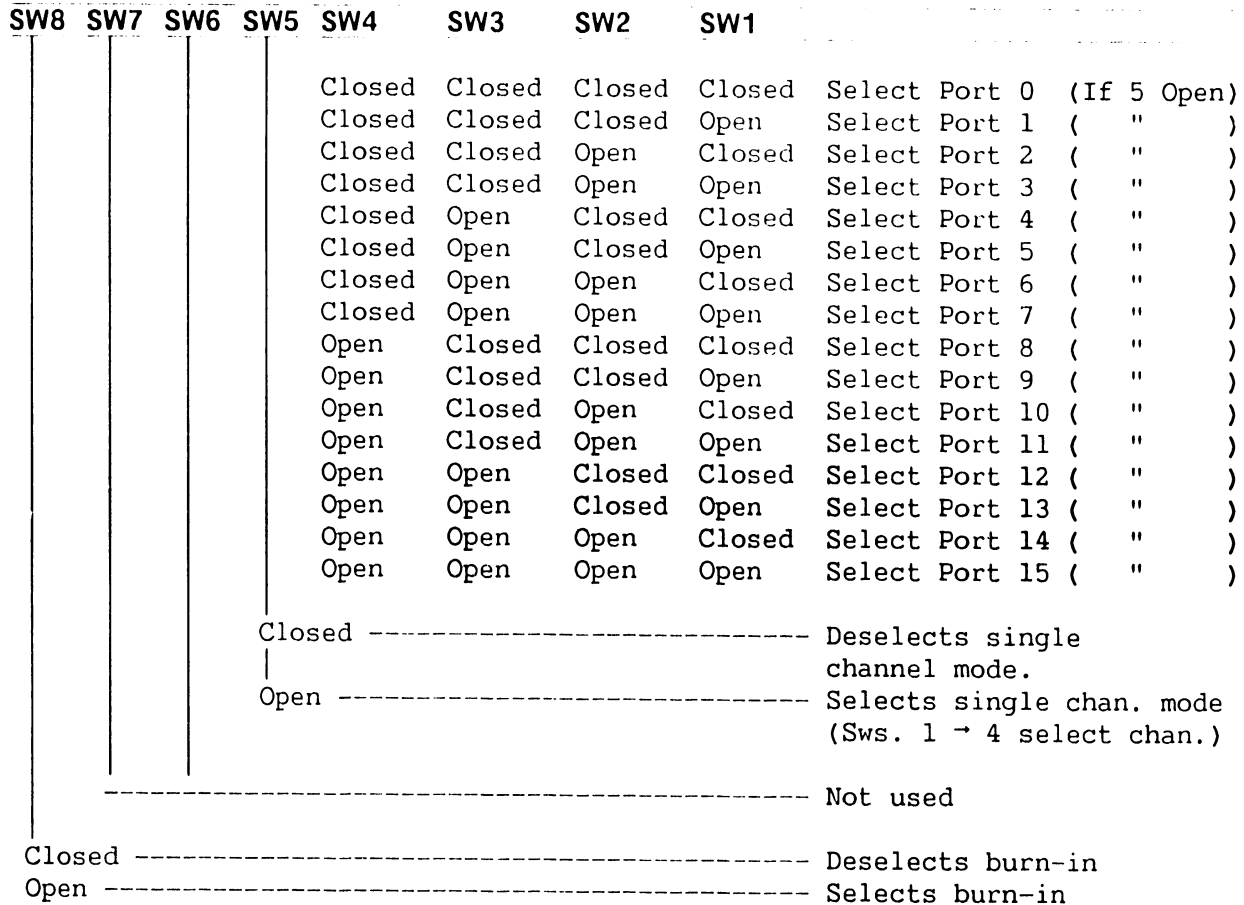 SW8 SW7 SW6 SW5 SW4 SW3 SW2 SW1
Closed Closed Closed Closed Select Port 0 (If 5 Open)
Closed Closed Closed Open Select Port 1 ( " )
Closed Closed Open Closed Select Port 2 ( " )
Closed Closed Open Open Select Port 3 ( " )
Closed Open Closed Closed Select Port 4 ( " )
Closed Open Closed Open Select Port 5 ( " )
Closed Open Open Closed Select Port 6 ( " )
Closed Open Open Open Select Port 7 ( " )
Open Closed Closed Closed Select Port 8 ( " )
Open Closed Closed Open Select Port 9 ( " )
Open Closed Open Closed Select Port 10 ( " )
Open Closed Open Open Select Port 11 ( " )
Open Open Closed Closed Select Port 12 ( " )
Open Open Closed Open Select Port 13 ( " )
Open Open Open Closed Select Port 14 ( " )
Open Open Open Open Select Port 15 ( " )
Closed ---------------------------- Deselects single
channel mode.
Open ------------------------------ Selects single chan. mode
(Sws. 1 → 4 select chan.)
------------------------------------------ Not used
Closed ---------------------------------------- Deselects burn-in
Open ------------------------------------------ Selects burn-in